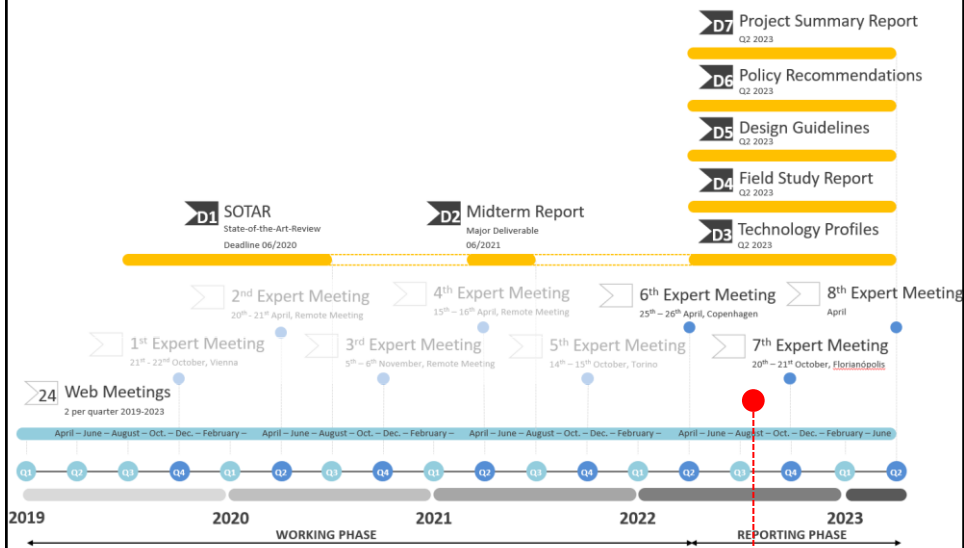 D7 Project Summary Report
Q2 2023
D6 Policy Recommendations
Q2 2023
D5 Design Guidelines
Q2 2023
D4 Field Study Report
Q2 2023
D1 SOTAR
State-of-the-Art-Review
Deadline 06/2020
D2 Midterm Report
Major Deliverable
06/2021
D3 Technology Profiles
Q2 2023
2nd Expert Meeting
20th - 21st April, Remote Meeting
4th Expert Meeting
15th – 16th April, Remote Meeting
6th Expert Meeting
25th – 26th April, Copenhagen
8th Expert Meeting
April
1st Expert Meeting
21st - 22nd October, Vienna
3rd Expert Meeting
5th – 6th November, Remote Meeting
5th Expert Meeting
14th – 15th October, Torino
7th Expert Meeting
20th – 21st October, Florianópolis
24 Web Meetings
2 per quarter 2019-2023
April – June – August – Oct. – Dec. – February – April – June – August – Oct. – Dec. – February – April – June – August – Oct. – Dec. – February – April – June – August – Oct. – Dec. – February – June
Q1 Q2 Q3 Q4 Q1 Q2 Q3 Q4 Q1 Q2 Q3 Q4 Q1 Q2 Q3 Q4 Q1 Q2
2019 2020 2021 2022 2023
WORKING PHASE REPORTING PHASE